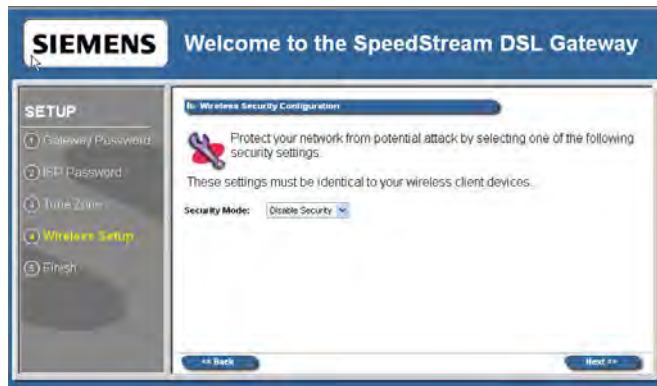 SIEMENS
Welcome to the SpeedStream DSL Gateway
SETUP
1 Gateway Password
2 ISP Password
3 Time Zone
4 Wireless Setup
5 Finish
Wireless Security Configuration
Protect your network from potential attack by selecting one of the following
security settings.
These settings must be identical to your wireless client devices.
Security Mode: Disable Security
<< Back
Next >>